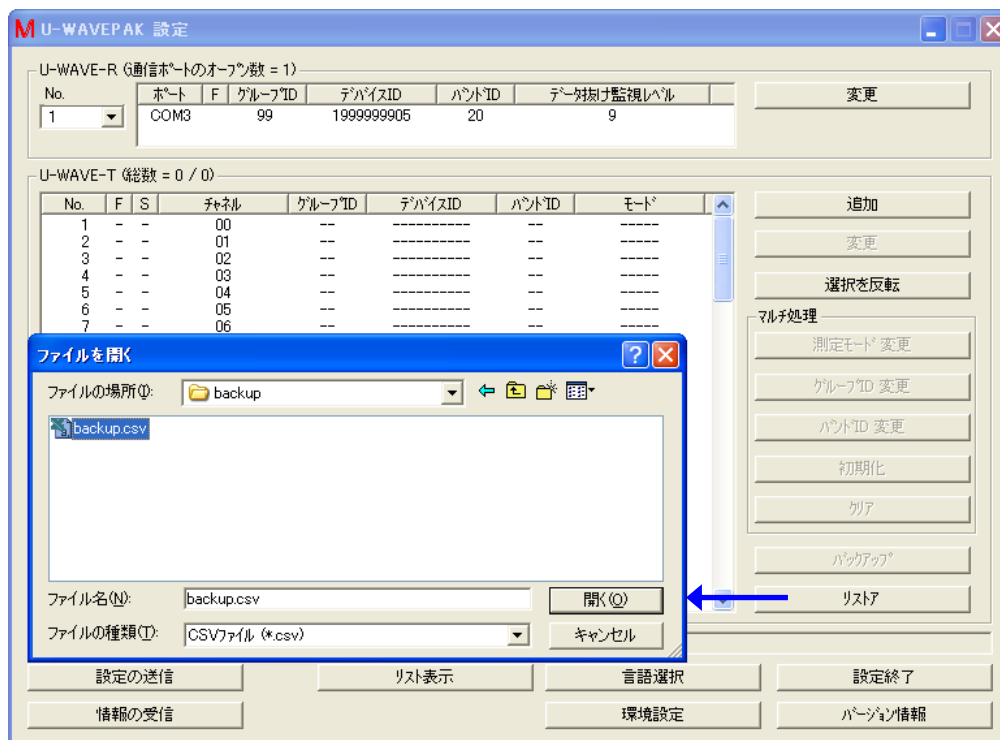 M U-WAVEPAK 設定
U-WAVE-R (通信ﾎﾟｰﾄのｵｰﾌﾟﾝ数 = 1)
No. ﾎﾟｰﾄ F ｸﾞﾙｰﾌﾟID ﾃﾞﾊﾞｲｽID ﾊﾞﾝﾄﾞID ﾃﾞｰﾀ抜け監視ﾚﾍﾞﾙ 変更
1 COM3 99 1999999905 20 9
U-WAVE-T (総数 = 0 / 0)
No. F S ﾁｬﾈﾙ ｸﾞﾙｰﾌﾟID ﾃﾞﾊﾞｲｽID ﾊﾞﾝﾄﾞID ﾓｰﾄﾞ 追加
1 - - 00 -- ---------- -- -----
2 - - 01 -- ---------- -- ----- 変更
3 - - 02 -- ---------- -- -----
4 - - 03 -- ---------- -- -----
5 - - 04 -- ---------- -- ----- 選択を反転
6 - - 05 -- ---------- -- -----
7 - - 06 -- ---------- -- -----
ﾏﾙﾁ処理
測定ﾓｰﾄﾞ変更
ｸﾞﾙｰﾌﾟID 変更
ﾊﾞﾝﾄﾞID 変更
初期化
ｸﾘｱ
ﾊﾞｯｸｱｯﾌﾟ
ﾘｽﾄｱ
ファイルを開く ?
ファイルの場所(I): backup
backup.csv
ファイル名(N): backup.csv 開く(O)
ファイルの種類(T): CSVﾌｧｲﾙ (*.csv) キャンセル
設定の送信 ﾘｽﾄ表示 言語選択 設定終了
情報の受信 環境設定 ﾊﾞｰｼﾞｮﾝ情報